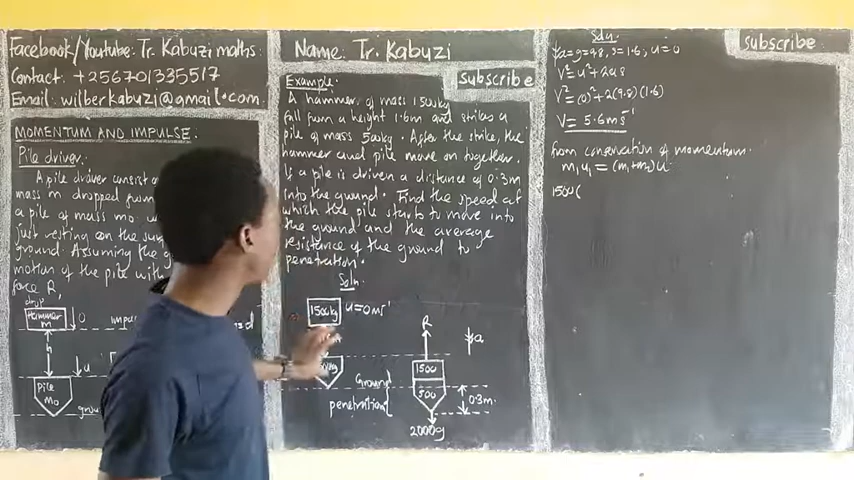 Facebook/Youtube: Tr. Kabuzi maths
Contact: +256701335517
Email: wilberkabuzi@gmail.com
MOMENTUM AND IMPULSE
Pile driver:
A pile driver consist
mass m dropped from
a pile of mass mo
just resting on the
ground. Assuming the
motion of the pile with
force R,
drop
Hammer
m
0
h
u
Pile
mo
=d
Name: Tr. Kabuzi
subscribe
Example:
A hammer of mass 1500kg
fall from a height 1.6m and strikes a
pile of mass 500kg. After the strike, the
hammer and pile move on together.
If a pile is driven a distance of 0.3m
into the ground. Find the speed at
which the pile starts to move into
the ground and the average
resistance of the ground to
penetration.
Soln.
1500kg u=0ms⁻¹
R
a
1500
500
Ground
penetration
0.3m
2000g
Soln.
subscribe
↓a=g=9.8, s=1.6, u=0
V²=u²+2as
V²=(0)²+2(9.8)(1.6)
V= 5.6ms⁻¹
from conservation of momentum.
m₁u₁ = (m₁+m₂)u
1500(